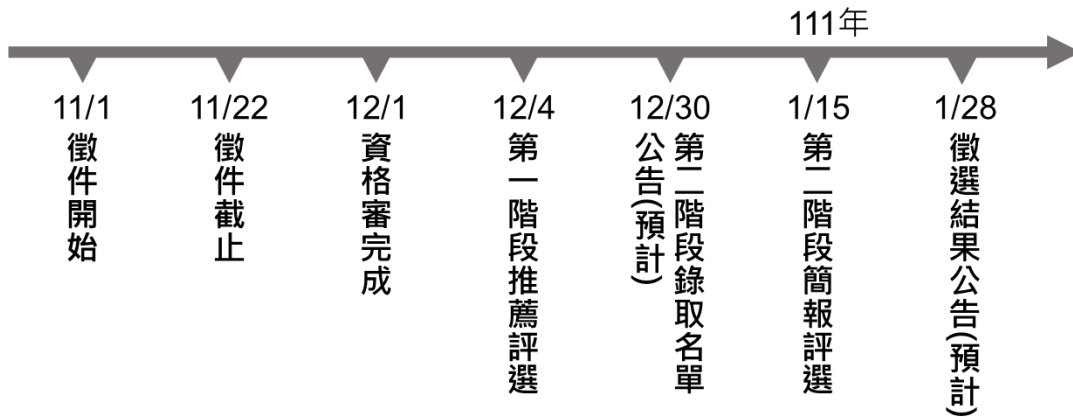 111年
11/1
徵件開始
11/22
徵件截止
12/1
資格審完成
12/4
第一階段推薦評選
12/30
第二階段錄取名單
公告(預計)
1/15
第二階段簡報評選
1/28
徵選結果公告(預計)